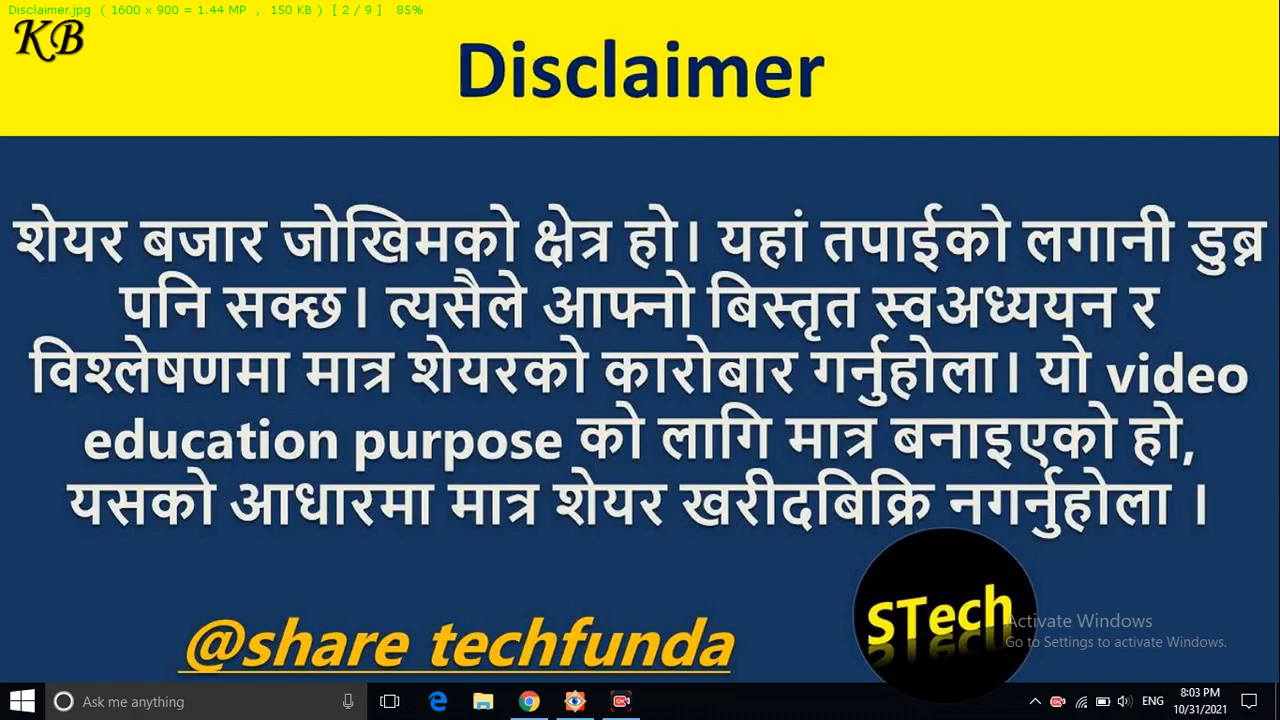 Disclaimer.jpg ( 1600 x 900 = 1.44 MP , 150 KB ) [ 2 / 9 ] 85%
KB
Disclaimer
शेयर बजार जोखिमको क्षेत्र हो। यहां तपाईको लगानी डुब्न
पनि सक्छ। त्यसैले आफ्नो बिस्तृत स्वअध्ययन र
विश्लेषणमा मात्र शेयरको कारोबार गर्नुहोला। यो video
education purpose को लागि मात्र बनाइएको हो,
यसको आधारमा मात्र शेयर खरीदबिक्रि नगर्नुहोला ।
STech
@share techfunda
Activate Windows
Go to Settings to activate Windows.
Ask me anything
ENG
8:03 PM
10/31/2021